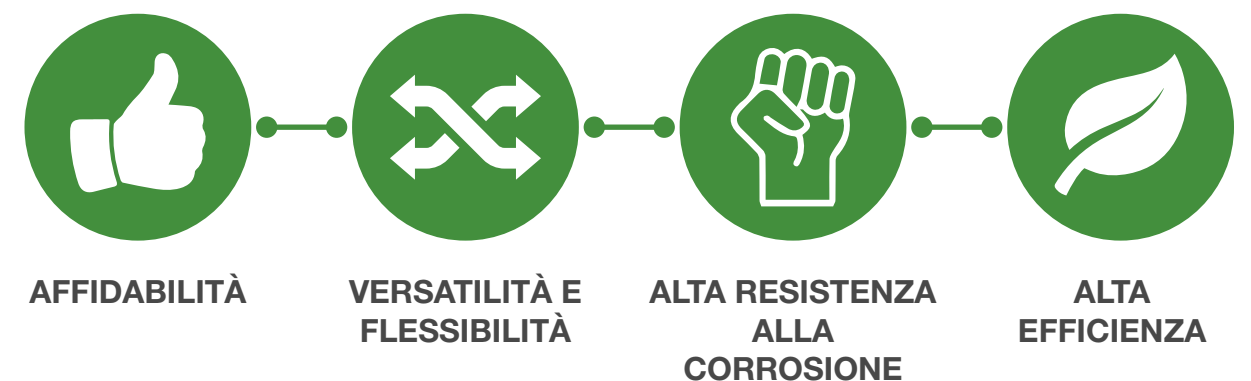 AFFIDABILITÀ
VERSATILITÀ E
FLESSIBILITÀ
ALTA RESISTENZA
ALLA
CORROSIONE
ALTA
EFFICIENZA